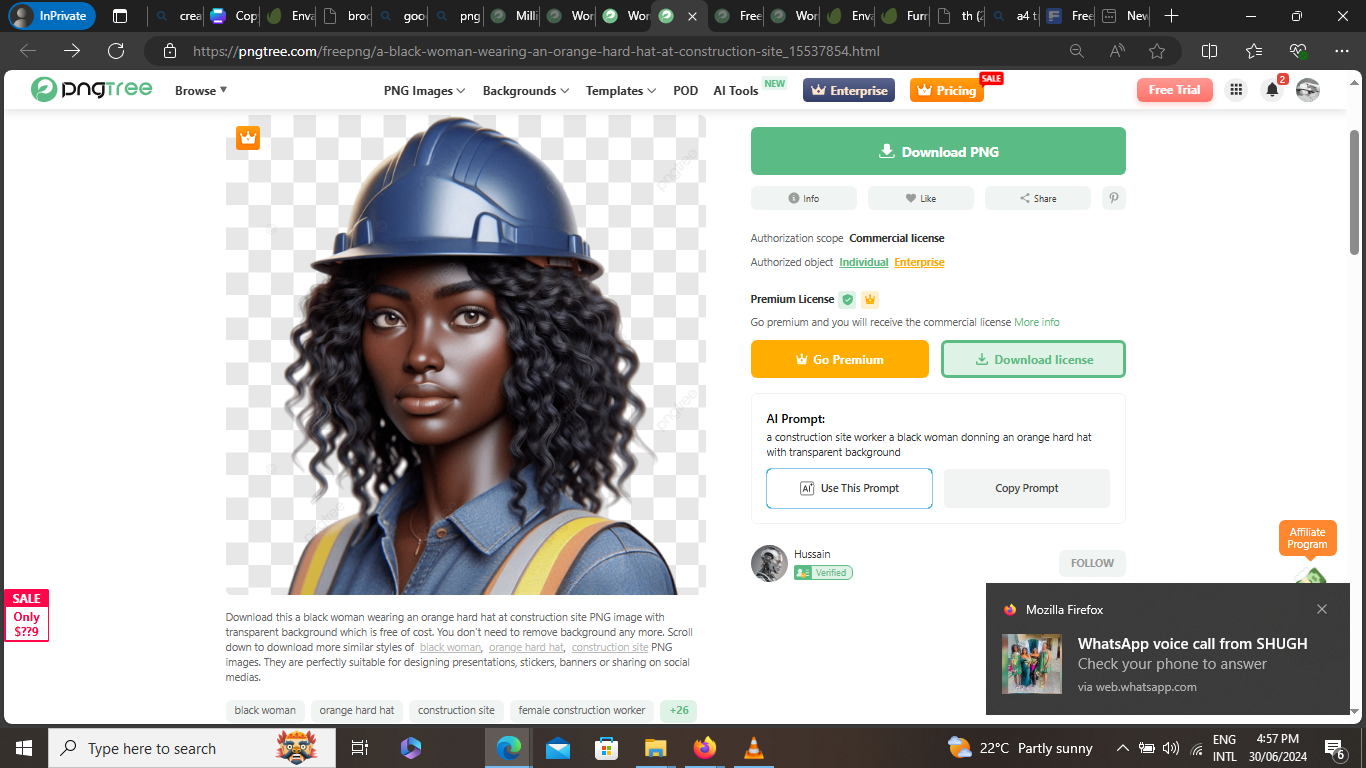 InPrivate
crea
Cop
Enva
broc
goo
png
Milli
Wor
Wor
Free
Wor
Enva
Furr
th (2
a4 t
Free
New
https://pngtree.com/freepng/a-black-woman-wearing-an-orange-hard-hat-at-construction-site_15537854.html
pngtree
Browse
PNG Images
Backgrounds
Templates
POD
AI Tools
NEW
Enterprise
Pricing
SALE
Free Trial
2
Download PNG
Info
Like
Share
Authorization scope Commercial license
Authorized object Individual Enterprise
Premium License
Go premium and you will receive the commercial license More info
Go Premium
Download license
AI Prompt:
a construction site worker a black woman donning an orange hard hat
with transparent background
AI Use This Prompt
Copy Prompt
Hussain
Verified
FOLLOW
Affiliate
Program
pngtree
pngtree
pngtree
SALE
Only
$??9
Download this a black woman wearing an orange hard hat at construction site PNG image with
transparent background which is free of cost. You don't need to remove background any more. Scroll
down to download more similar styles of black woman, orange hard hat, construction site PNG
images. They are perfectly suitable for designing presentations, stickers, banners or sharing on social
medias.
black woman
orange hard hat
construction site
female construction worker
+26
Mozilla Firefox
WhatsApp voice call from SHUGH
Check your phone to answer
via web.whatsapp.com
Type here to search
22°C Partly sunny
ENG
INTL
4:57 PM
30/06/2024
6